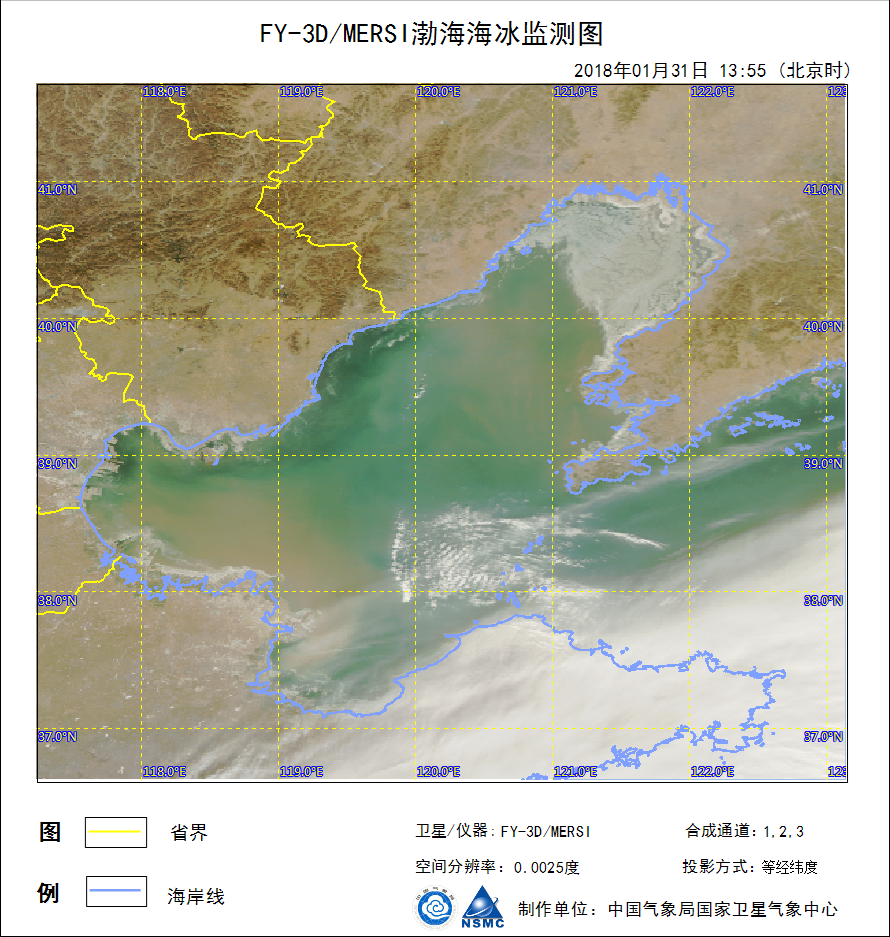 FY-3D/MERSI渤海海冰监测图
2018年01月31日 13:55 (北京时)
118.0°E 119.0°E 120.0°E 121.0°E 122.0°E 123
41.0°N 41.0°N
40.0°N 40.0°N
39.0°N 39.0°N
38.0°N 38.0°N
37.0°N 37.0°N
118.0°E 119.0°E 120.0°E 121.0°E 122.0°E 123
图 省界
例 海岸线
卫星/仪器: FY-3D/MERSI 合成通道: 1,2,3
空间分辨率: 0.0025度 投影方式: 等经纬度
NSMC 制作单位: 中国气象局国家卫星气象中心